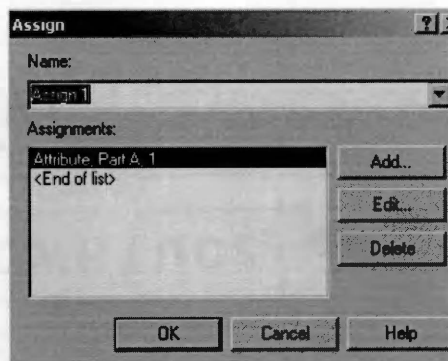 Assign
Name:
Assign 1
Assignments:
Attribute, Part A, 1
<End of list>
Add...
Edit...
Delete
OK
Cancel
Help